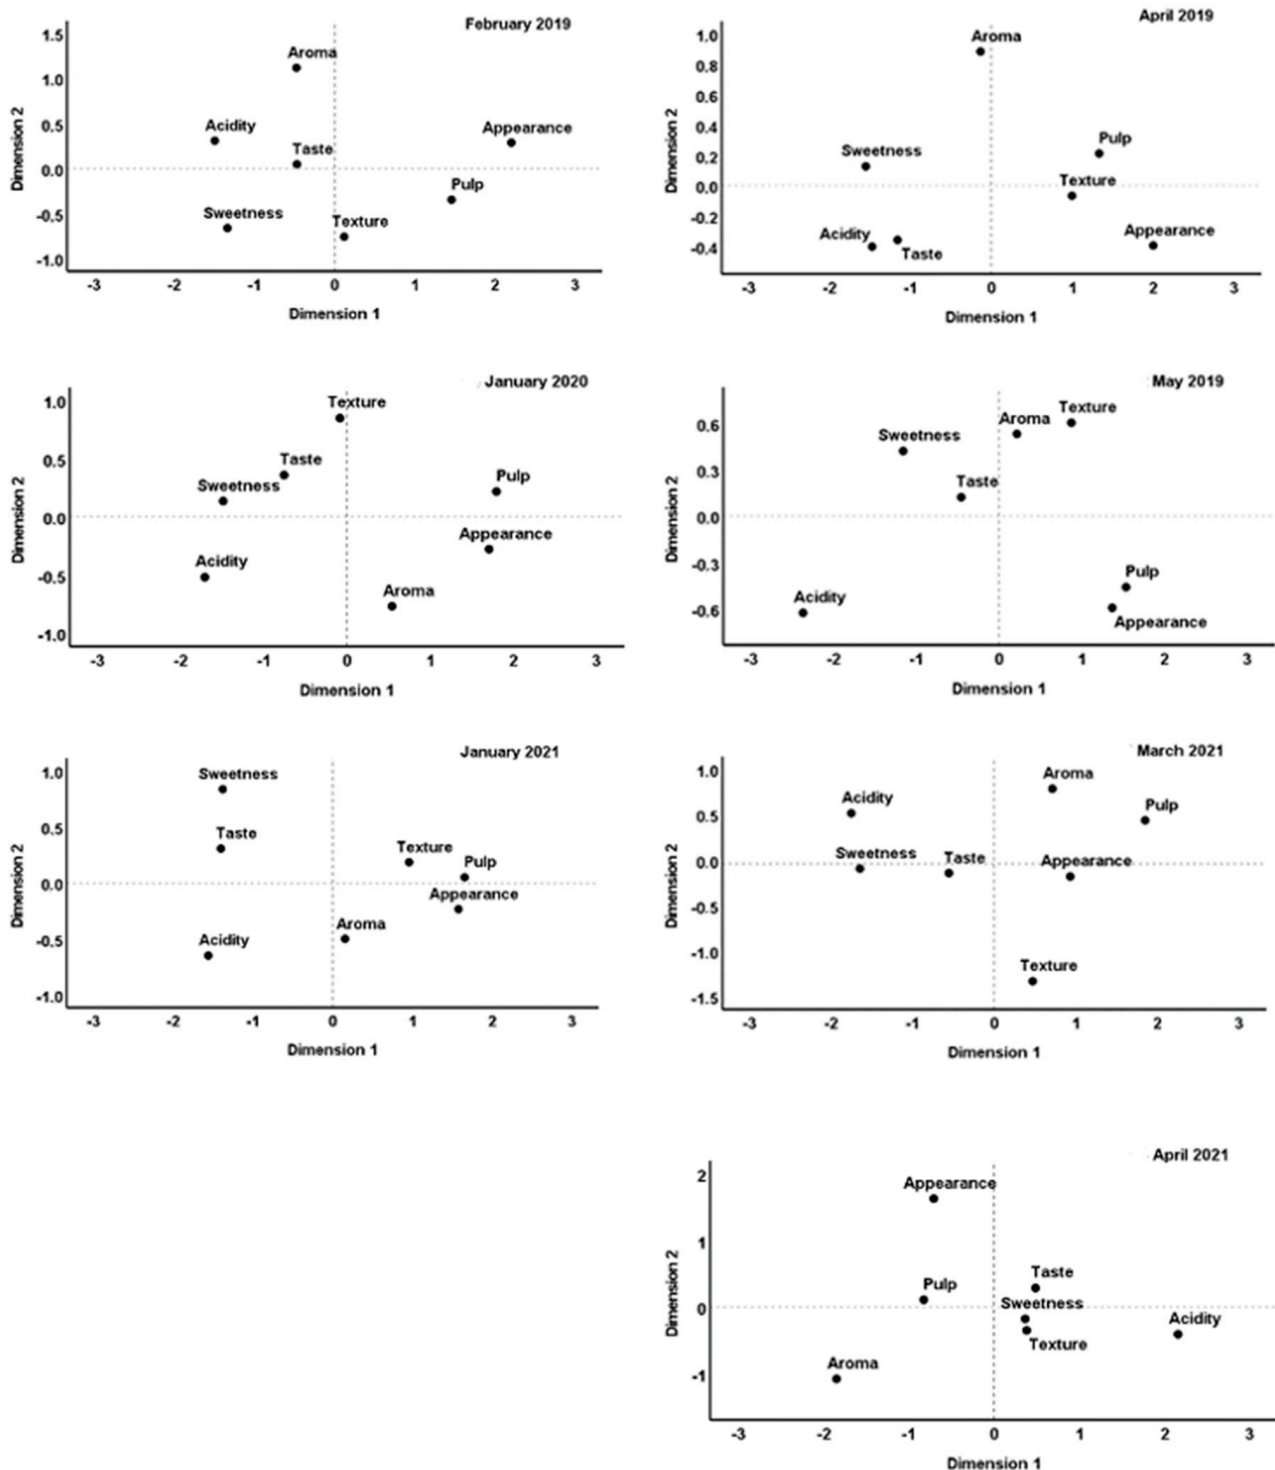 February 2019
1.5
Aroma
1.0
Acidity
Appearance
0.5
Taste
0.0
Pulp
Sweetness
Texture
-0.5
-1.0
-3 -2 -1 0 1 2 3
Dimension 1
Dimension 2
April 2019
1.0
Aroma
0.8
0.6
0.4
Pulp
Sweetness
0.2
Texture
0.0
-0.2
Acidity
Appearance
-0.4
Taste
-3 -2 -1 0 1 2 3
Dimension 1
Dimension 2
January 2020
1.0
Texture
0.5
Taste
Pulp
Sweetness
0.0
Appearance
Acidity
-0.5
Aroma
-1.0
-3 -2 -1 0 1 2 3
Dimension 1
Dimension 2
May 2019
Texture
Aroma
0.6
Sweetness
0.3
Taste
0.0
-0.3
Pulp
Acidity
-0.6
Appearance
-3 -2 -1 0 1 2 3
Dimension 1
Dimension 2
January 2021
1.0
Sweetness
0.5
Taste
Texture
Pulp
0.0
Appearance
Aroma
-0.5
Acidity
-1.0
-3 -2 -1 0 1 2 3
Dimension 1
Dimension 2
March 2021
1.0
Aroma
Acidity
Pulp
0.5
Sweetness
Taste
Appearance
0.0
-0.5
-1.0
Texture
-1.5
-3 -2 -1 0 1 2 3
Dimension 1
Dimension 2
April 2021
2
Appearance
1
Taste
Pulp
Sweetness
0
Acidity
Texture
Aroma
-1
-3 -2 -1 0 1 2 3
Dimension 1
Dimension 2